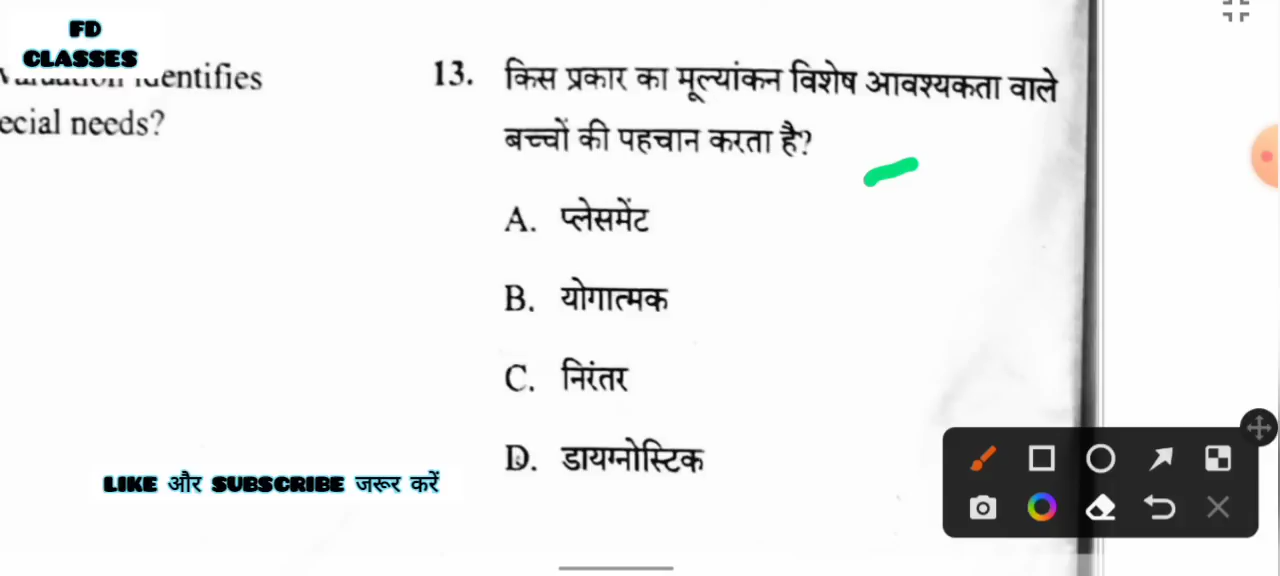 FD
CLASSES
identifies
ecial needs?
13. किस प्रकार का मूल्यांकन विशेष आवश्यकता वाले
बच्चों की पहचान करता है?
A. प्लेसमेंट
B. योगात्मक
C. निरंतर
D. डायग्नोस्टिक
LIKE और SUBSCRIBE जरूर करें